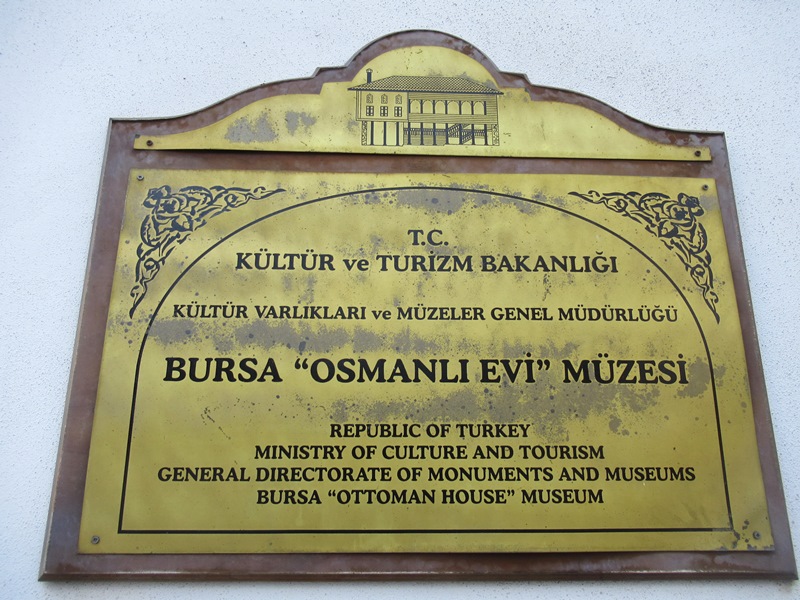 T.C.
KÜLTÜR ve TURİZM BAKANLIĞI
KÜLTÜR VARLIKLARI ve MÜZELER GENEL MÜDÜRLÜĞÜ
BURSA “OSMANLI EVİ” MÜZESİ
REPUBLIC OF TURKEY
MINISTRY OF CULTURE AND TOURISM
GENERAL DIRECTORATE OF MONUMENTS AND MUSEUMS
BURSA “OTTOMAN HOUSE” MUSEUM